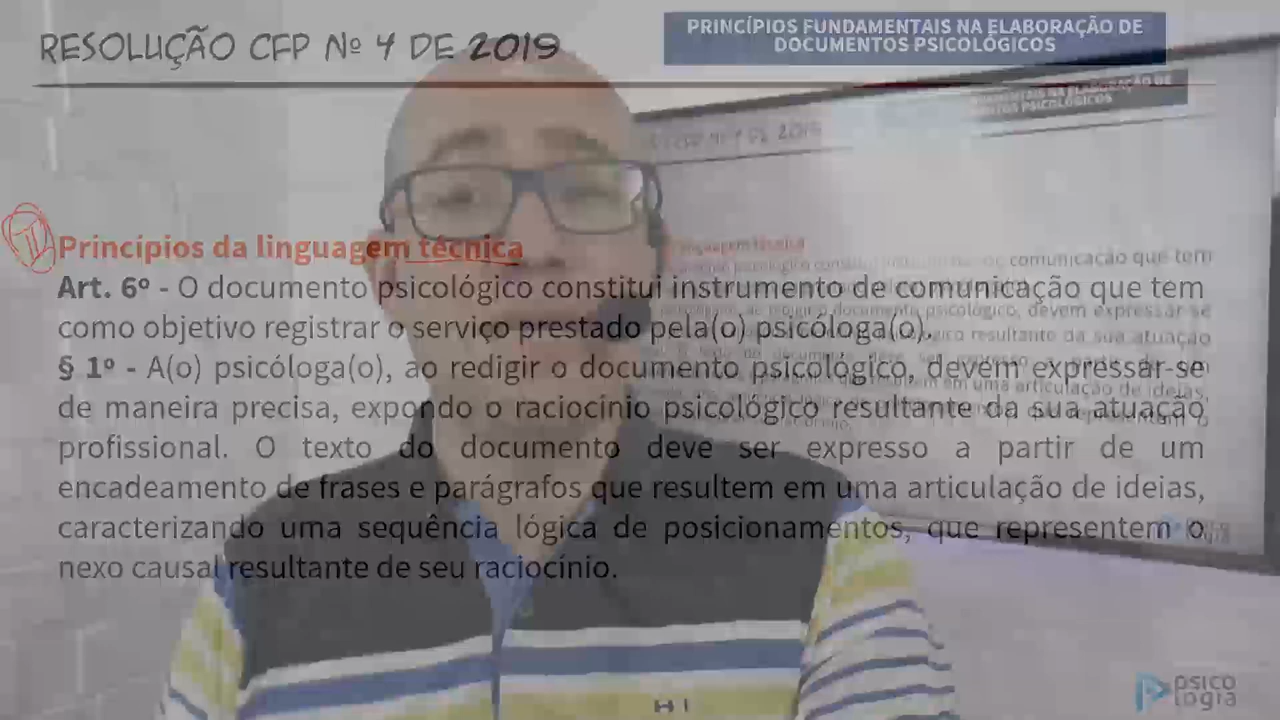 RESOLUÇÃO CFP Nº 4 DE 2019
PRINCÍPIOS FUNDAMENTAIS NA ELABORAÇÃO DE
DOCUMENTOS PSICOLÓGICOS
Princípios da linguagem técnica
Art. 6º - O documento psicológico constitui instrumento de comunicação que tem
como objetivo registrar o serviço prestado pela(o) psicóloga(o).
§ 1º - A(o) psicóloga(o), ao redigir o documento psicológico, devem expressar-se
de maneira precisa, expondo o raciocínio psicológico resultante da sua atuação
profissional. O texto do documento deve ser expresso a partir de um
encadeamento de frases e parágrafos que resultem em uma articulação de ideias,
caracterizando uma sequência lógica de posicionamentos, que representem o
nexo causal resultante de seu raciocínio.
psico
logia